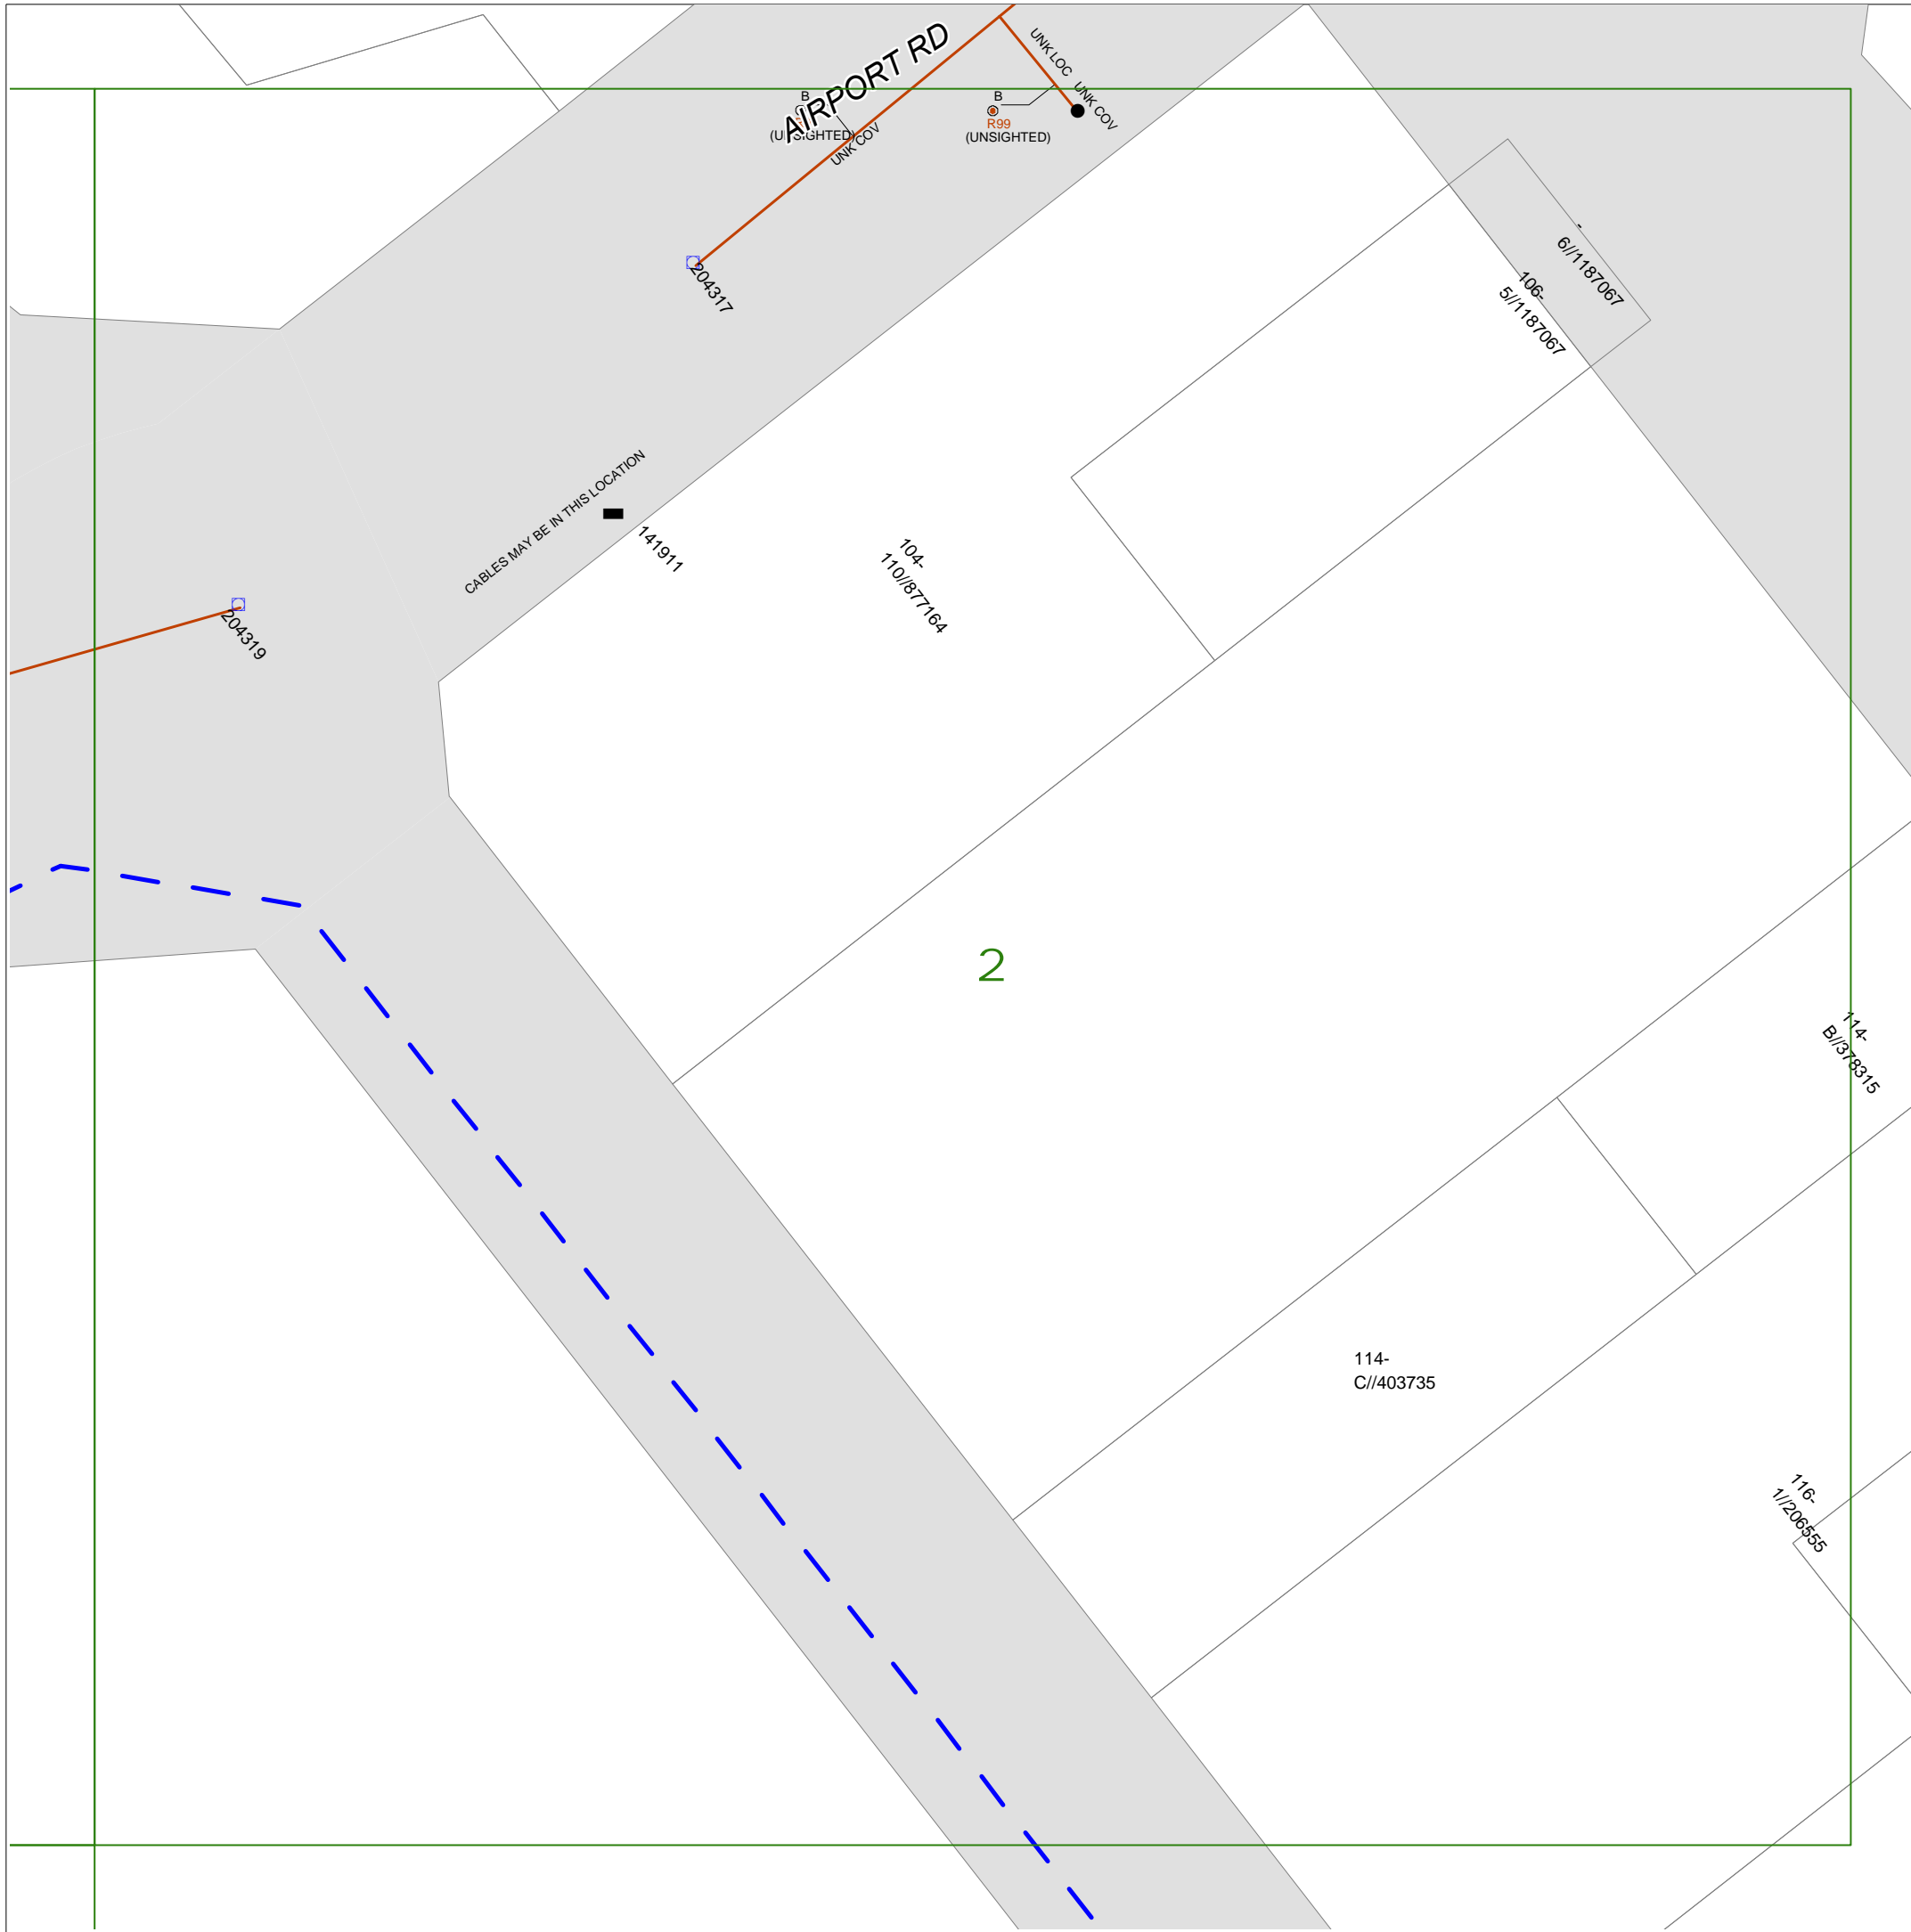 AIRPORT RD
UNK LOC
UNK COV
B
B
R99
(UNSIGHTED)
(UNSIGHTED)
UNK COV
204317
-
6//1187067
106-
5//1187067
CABLES MAY BE IN THIS LOCATION
141911
104-
110//877164
204319
2
114-
B//378315
114-
C//403735
116-
1//206555